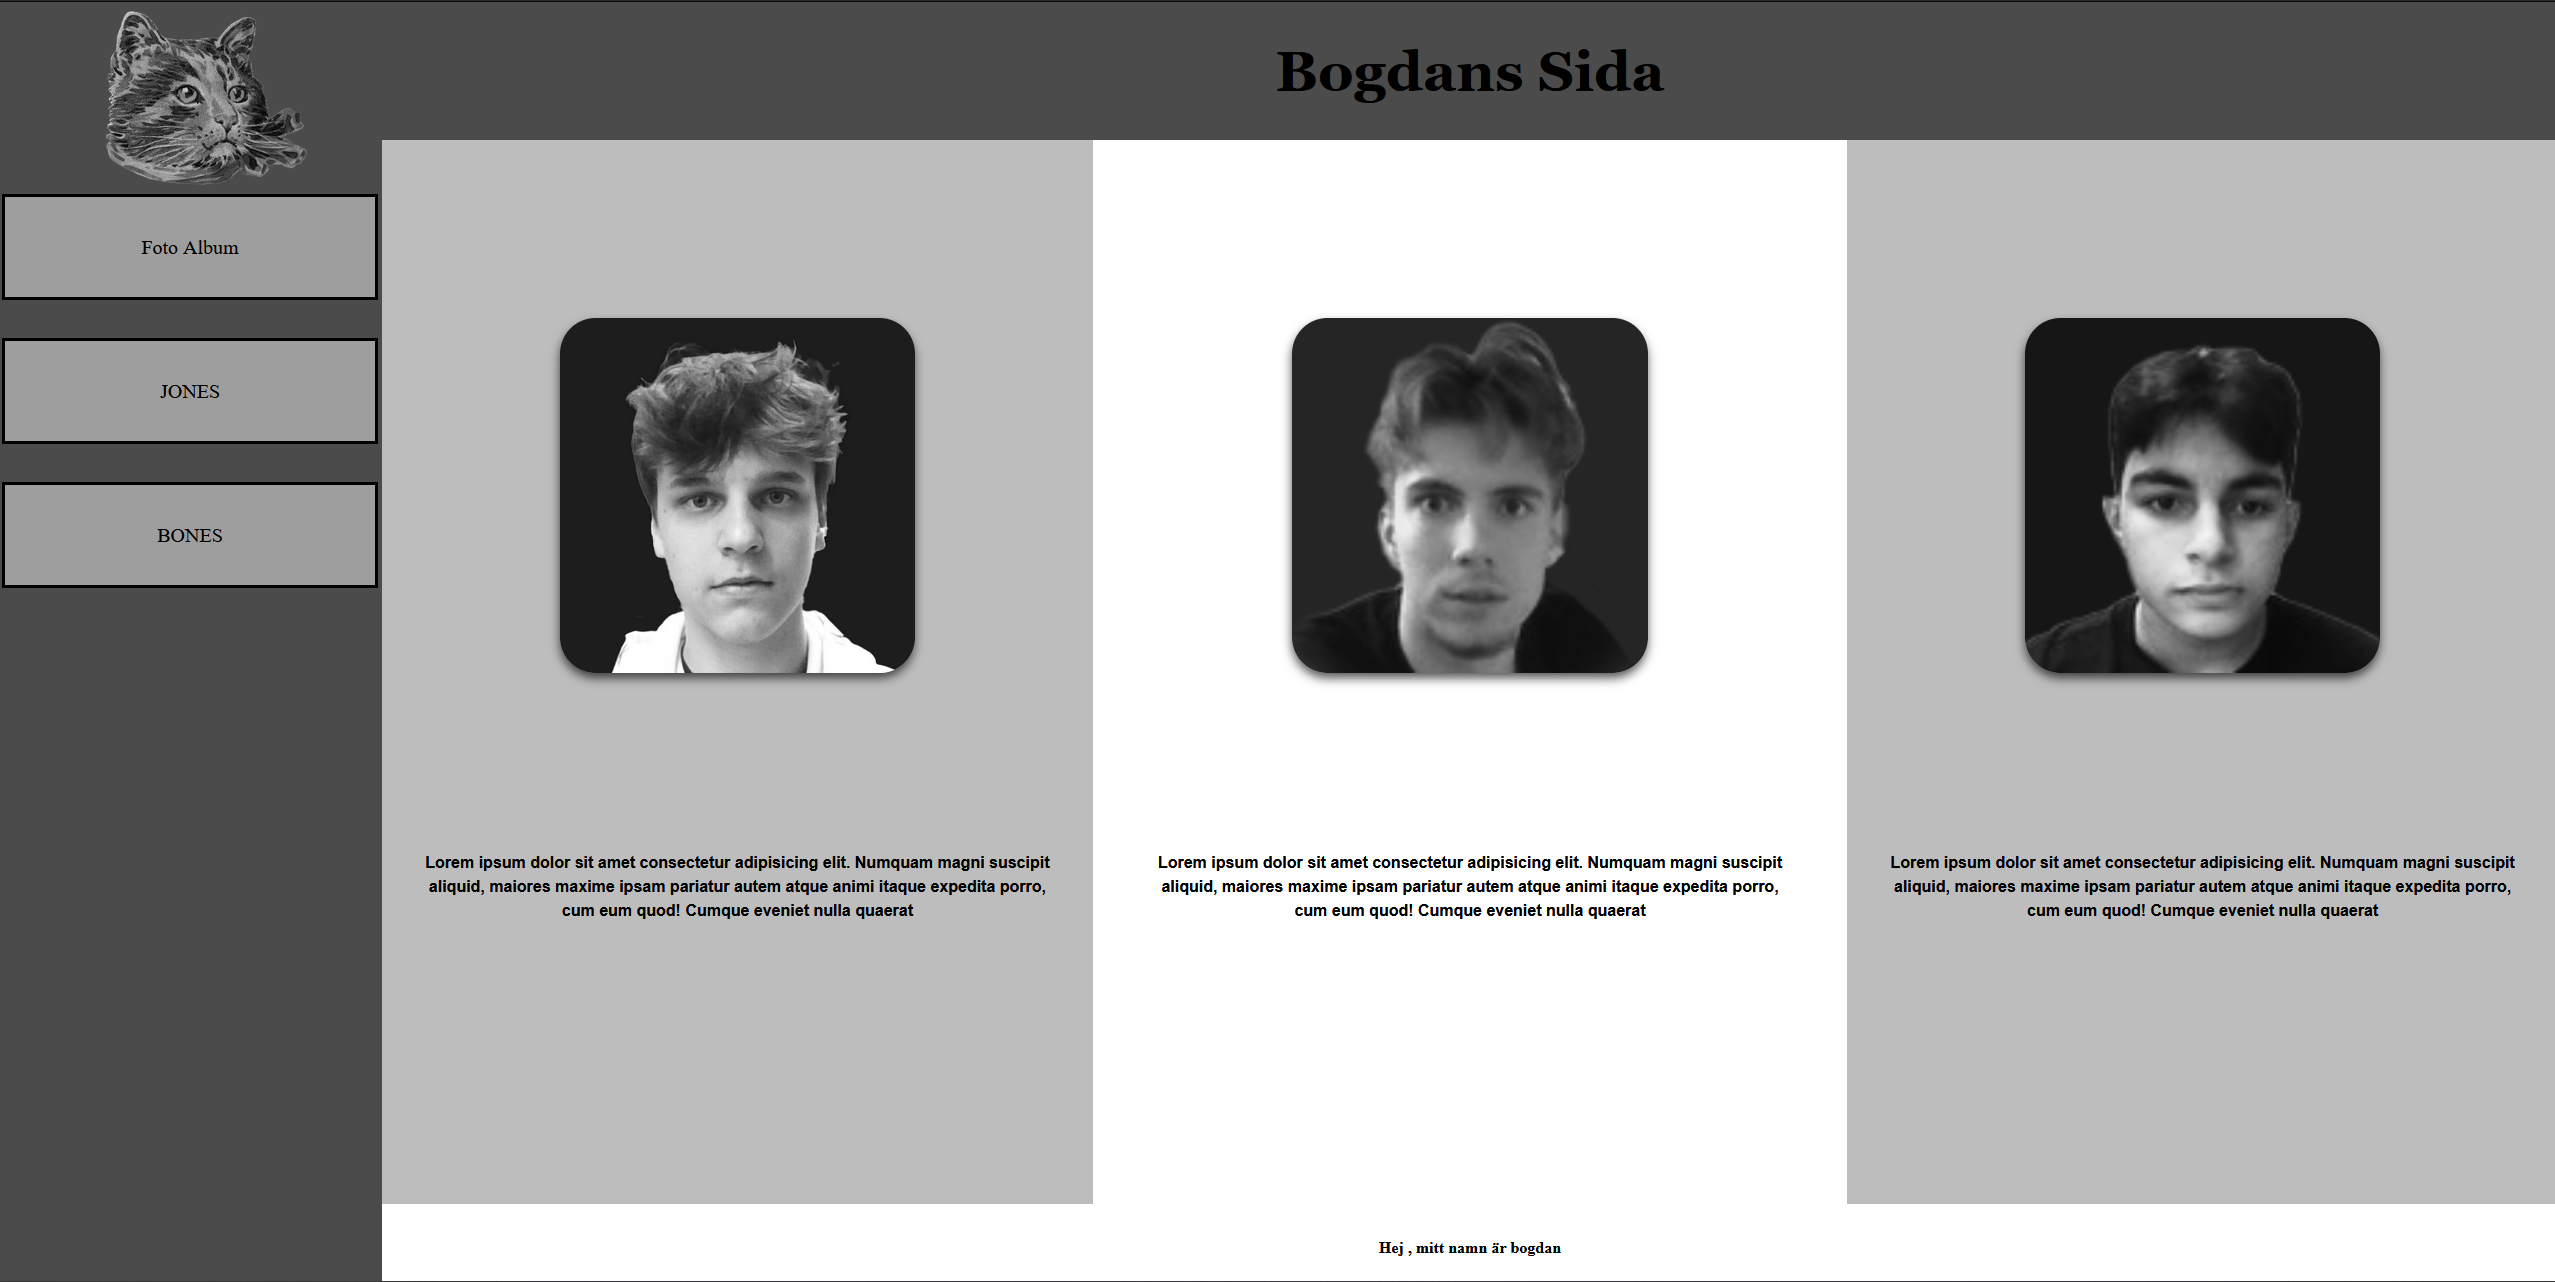 Bogdans Sida
Foto Album
JONES
BONES
Lorem ipsum dolor sit amet consectetur adipisicing elit. Numquam magni suscipit
aliquid, maiores maxime ipsam pariatur autem atque animi itaque expedita porro,
cum eum quod! Cumque eveniet nulla quaerat
Lorem ipsum dolor sit amet consectetur adipisicing elit. Numquam magni suscipit
aliquid, maiores maxime ipsam pariatur autem atque animi itaque expedita porro,
cum eum quod! Cumque eveniet nulla quaerat
Lorem ipsum dolor sit amet consectetur adipisicing elit. Numquam magni suscipit
aliquid, maiores maxime ipsam pariatur autem atque animi itaque expedita porro,
cum eum quod! Cumque eveniet nulla quaerat
Hej , mitt namn är bogdan